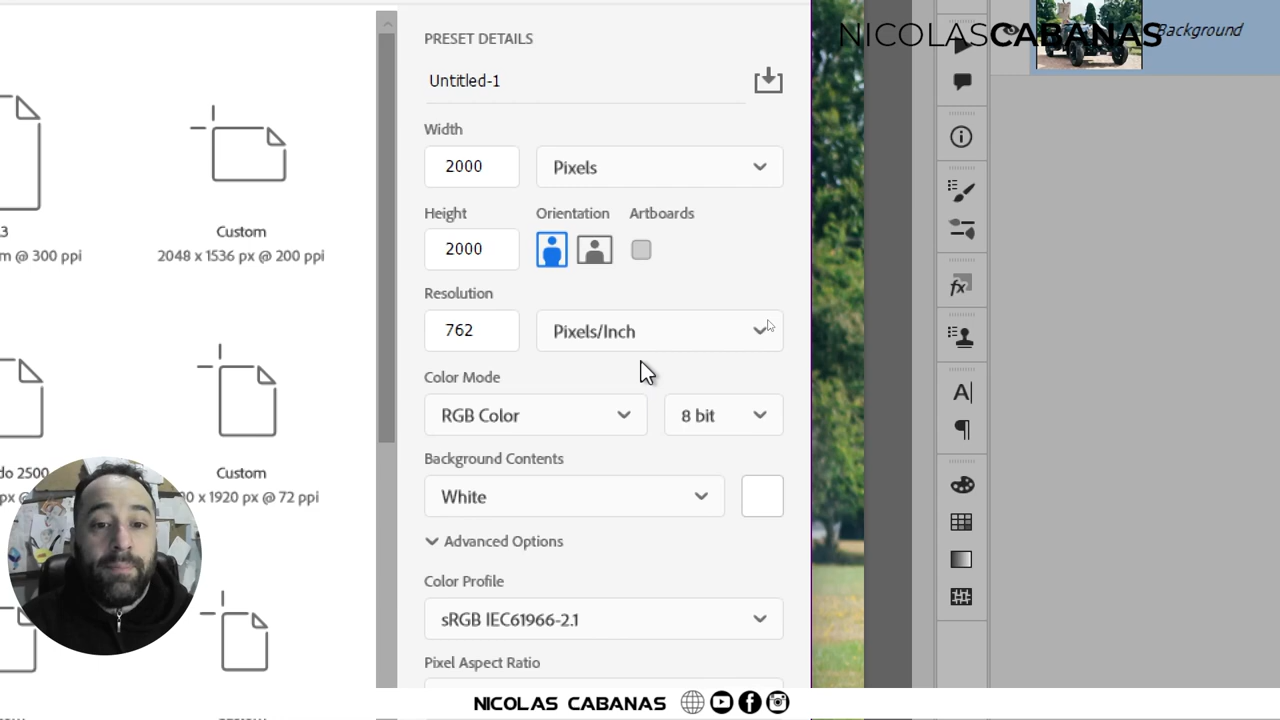 PRESET DETAILS
Untitled-1
Width
2000 Pixels
Height Orientation Artboards
2000
Resolution
762 Pixels/Inch
Color Mode
RGB Color 8 bit
Background Contents
White
Advanced Options
Color Profile
sRGB IEC61966-2.1
Pixel Aspect Ratio
3 Custom
m @ 300 ppi 2048 x 1536 px @ 200 ppi
do 2500 Custom
px @ 0 x 1920 px @ 72 ppi
NICOLASCABANAS
Background
fx
A
NICOLAS CABANAS